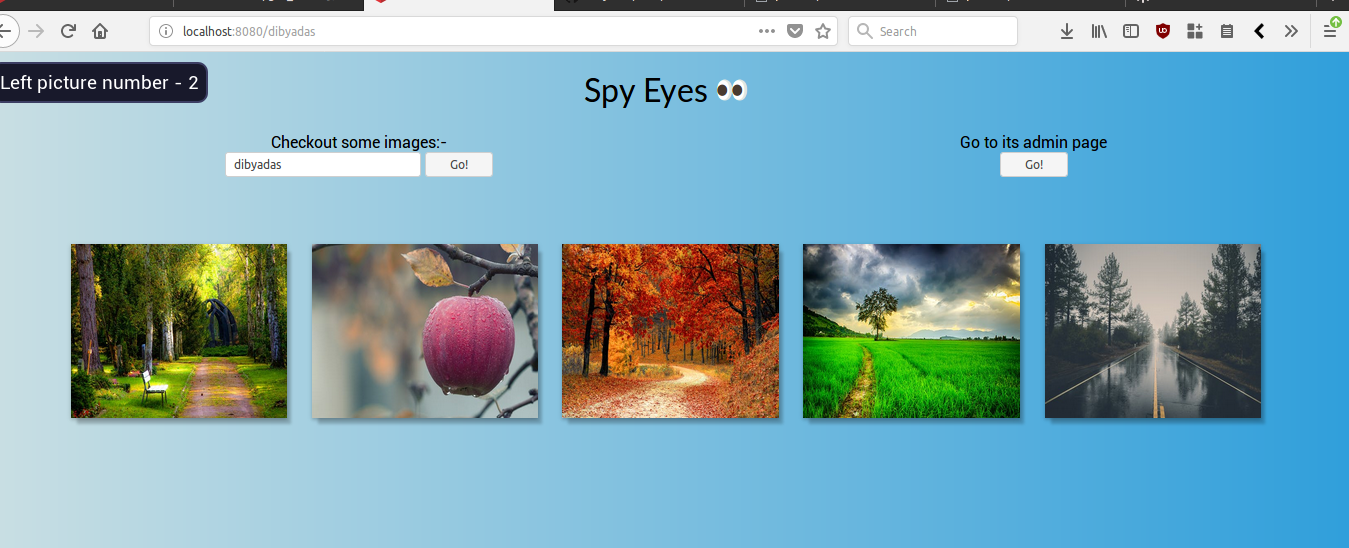 localhost:8080/dibyadas
Search
Left picture number - 2
Spy Eyes 👀
Checkout some images:-
dibyadas
Go!
Go to its admin page
Go!